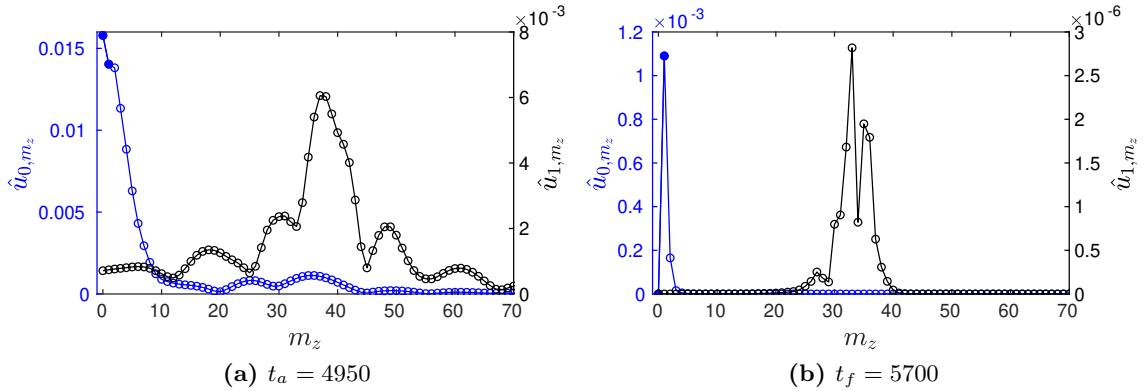 ×10⁻³
0.015
0.01
0.005
0
û₀,m_z
8
6
4
2
0
û₁,m_z
0 10 20 30 40 50 60 70
m_z
(a) tₐ = 4950
×10⁻³
1.2
1
0.8
0.6
0.4
0.2
0
û₀,m_z
×10⁻⁶
3
2.5
2
1.5
1
0.5
0
û₁,m_z
0 10 20 30 40 50 60 70
m_z
(b) t_f = 5700